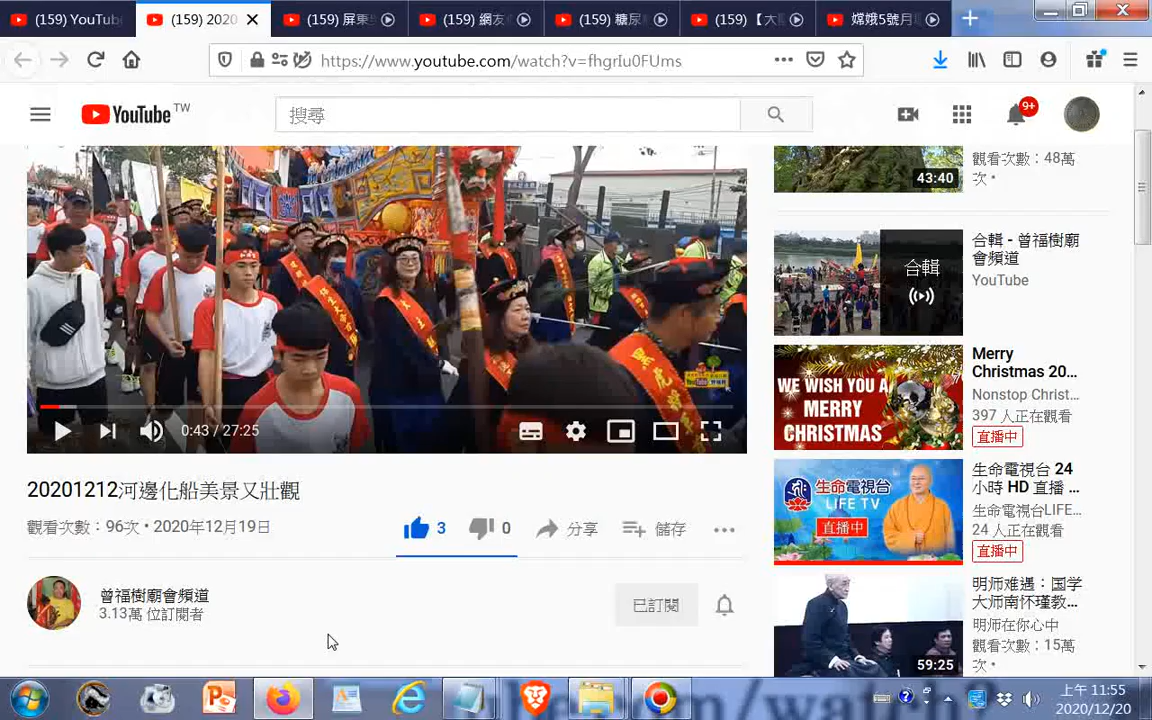 (159) YouTub
(159) 2020
(159) 屏東
(159) 網友
(159) 糖尿
(159) 【大
嫦娥5號月
https://www.youtube.com/watch?v=fhgrIu0FUms
YouTube TW
搜尋
9+
0:43 / 27:25
20201212河邊化船美景又壯觀
觀看次數：96次 • 2020年12月19日
3
0
分享
儲存
曾福樹廟會頻道
3.13萬 位訂閱者
已訂閱
43:40
觀看次數：48萬
次 •
合輯
合輯 - 曾福樹廟
會頻道
YouTube
WE WISH YOU A
MERRY
CHRISTMAS
Merry
Christmas 20...
Nonstop Christ...
397 人正在觀看
直播中
生命電視台
LIFE TV
直播中
生命電視台 24
小時 HD 直播 ...
生命電視台LIFE...
24 人正在觀看
直播中
59:25
明师难遇：国学
大师南怀瑾教...
明师在你心中
觀看次數：15萬
次 •
上午 11:55
2020/12/20